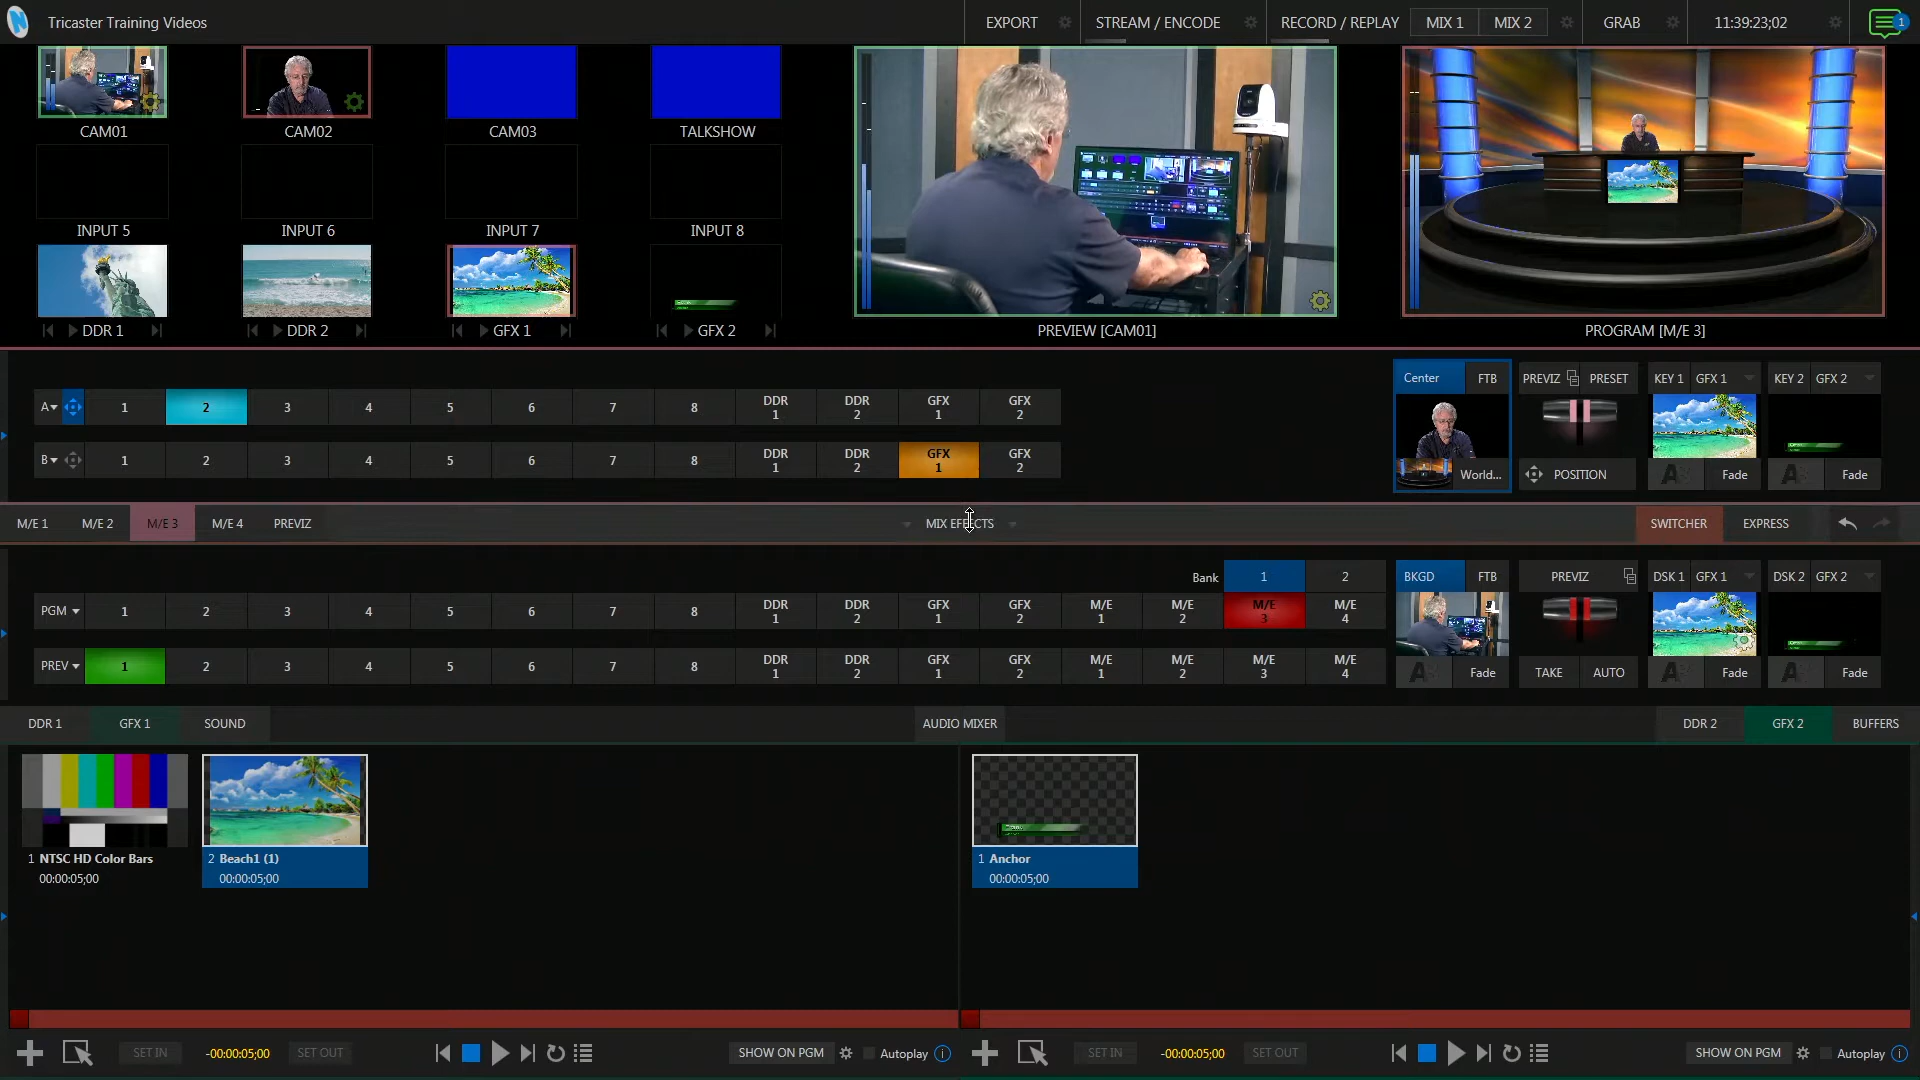 Tricaster Training Videos
EXPORT STREAM / ENCODE RECORD / REPLAY MIX 1 MIX 2 GRAB 11:39:23;02 1
CAM01 CAM02 CAM03 TALKSHOW
INPUT 5 INPUT 6 INPUT 7 INPUT 8
DDR 1 DDR 2 GFX 1 GFX 2
PREVIEW [CAM01] PROGRAM [M/E 3]
Center FTB PREVIZ PRESET KEY 1 GFX 1 KEY 2 GFX 2
A 1 2 3 4 5 6 7 8 DDR 1 DDR 2 GFX 1 GFX 2
B 1 2 3 4 5 6 7 8 DDR 1 DDR 2 GFX 1 GFX 2
World... POSITION Fade Fade
M/E 1 M/E 2 M/E 3 M/E 4 PREVIZ MIX EFFECTS SWITCHER EXPRESS
Bank 1 2 BKGD FTB PREVIZ DSK 1 GFX 1 DSK 2 GFX 2
PGM 1 2 3 4 5 6 7 8 DDR 1 DDR 2 GFX 1 GFX 2 M/E 1 M/E 2 M/E 3 M/E 4
PREV 1 2 3 4 5 6 7 8 DDR 1 DDR 2 GFX 1 GFX 2 M/E 1 M/E 2 M/E 3 M/E 4
Fade TAKE AUTO Fade Fade
DDR 1 GFX 1 SOUND AUDIO MIXER DDR 2 GFX 2 BUFFERS
1 NTSC HD Color Bars 2 Beach1 (1) 1 Anchor
00:00:05;00 00:00:05;00 00:00:05;00
SET IN -00:00:05;00 SET OUT SHOW ON PGM Autoplay i SET IN -00:00:05;00 SET OUT SHOW ON PGM Autoplay i